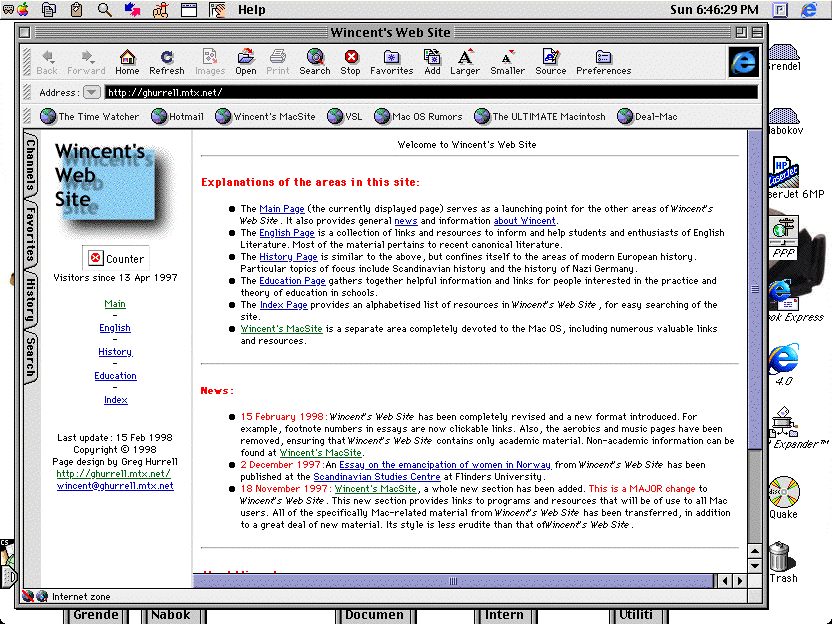 Help
Sun 6:46:29 PM
Wincent's Web Site
Back Forward Home Refresh Images Open Print Search Stop Favorites Add Larger Smaller Source Preferences
Address: http://ghurrell.mtx.net/
The Time Watcher Hotmail Wincent's MacSite VSL Mac OS Rumors The ULTIMATE Macintosh Deal-Mac
Channels
Favorites
History
Search
Wincent's
Web
Site
Counter
Visitors since 13 Apr 1997
Main
-
English
-
History
-
Education
-
Index
Last update: 15 Feb 1998
Copyright © 1998
Page design by Greg Hurrell
http://ghurrell.mtx.net/
wincent@ghurrell.mtx.net
Welcome to Wincent's Web Site
Explanations of the areas in this site:
The Main Page (the currently displayed page) serves as a launching point for the other areas of Wincent's
Web Site . It also provides general news and information about Wincent.
The English Page is a collection of links and resources to inform and help students and enthusiasts of English
Literature. Most of the material pertains to recent canonical literature.
The History Page is similar to the above, but confines itself to the areas of modern European history.
Particular topics of focus include Scandinavian history and the history of Nazi Germany.
The Education Page gathers together helpful information and links for people interested in the practice and
theory of education in schools.
The Index Page provides an alphabetised list of resources in Wincent's Web Site , for easy searching of the
site.
Wincent's MacSite is a separate area completely devoted to the Mac OS, including numerous valuable links
and resources.
News:
15 February 1998: Wincent's Web Site has been completely revised and a new format introduced. For
example, footnote numbers in essays are now clickable links. Also, the aerobics and music pages have been
removed, ensuring that Wincent's Web Site contains only academic material. Non-academic information can be
found at Wincent's MacSite.
2 December 1997: An Essay on the emancipation of women in Norway from Wincent's Web Site has been
published at the Scandinavian Studies Centre at Flinders University.
18 November 1997: Wincent's MacSite, a whole new section has been added. This is a MAJOR change to
Wincent's Web Site . This new section provides links to programs and resources that will be of use to all Mac
users. All of the specifically Mac-related material from Wincent's Web Site has been transferred, in addition
to a great deal of new material. Its style is less erudite than that of Wincent's Web Site .
Internet zone
Grendel
labokov
HP
LaserJet
serJet 6MP
PPP
ook Express
4.0
Expander™
Quake
Trash
Grende
Nabok
Documen
Intern
Utiliti